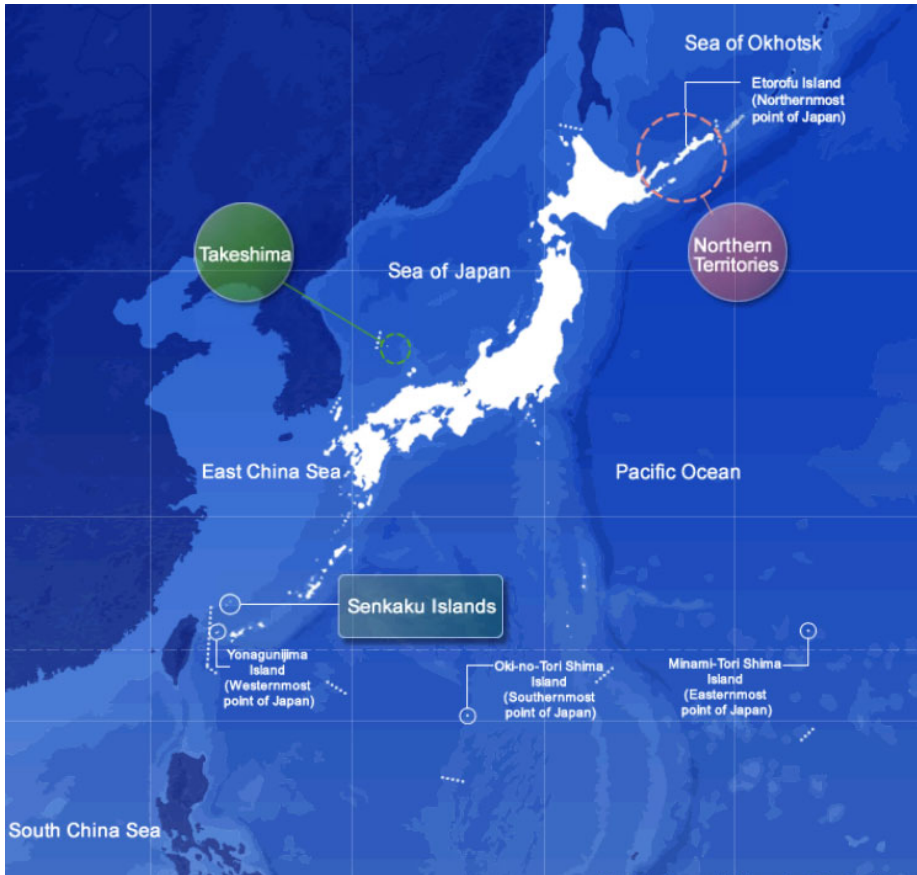 Sea of Okhotsk
Etorofu Island
(Northernmost
point of Japan)
Takeshima
Northern
Territories
Sea of Japan
East China Sea
Pacific Ocean
Senkaku Islands
Yonagunijima
Island
(Westernmost
point of Japan)
Oki-no-Tori Shima
Island
(Southernmost
point of Japan)
Minami-Tori Shima
Island
(Easternmost
point of Japan)
South China Sea